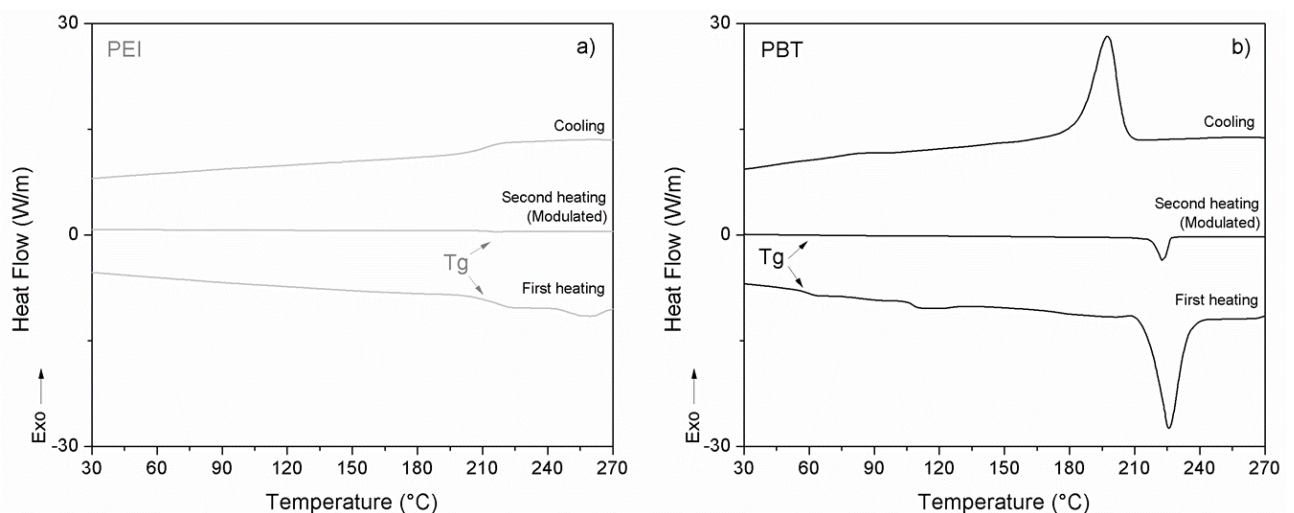 30
PEI
a)
Cooling
Second heating
(Modulated)
0
Tg
First heating
Heat Flow (W/m)
Exo
-30
30 60 90 120 150 180 210 240 270
Temperature (°C)
30
PBT
b)
Cooling
Second heating
(Modulated)
0
Tg
First heating
Heat Flow (W/m)
Exo
-30
30 60 90 120 150 180 210 240 270
Temperature (°C)